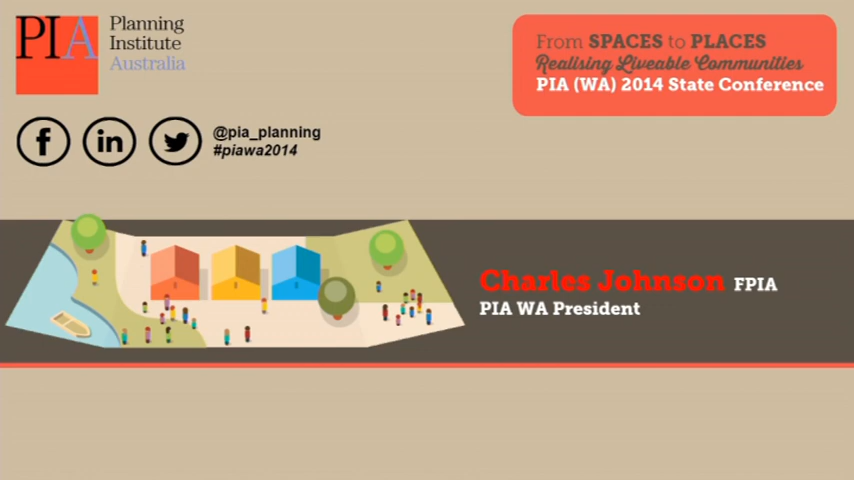 PIA
Planning
Institute
Australia
From SPACES to PLACES
Realising Liveable Communities
PIA (WA) 2014 State Conference
f
in
@pia_planning
#piawa2014
Charles Johnson FPIA
PIA WA President